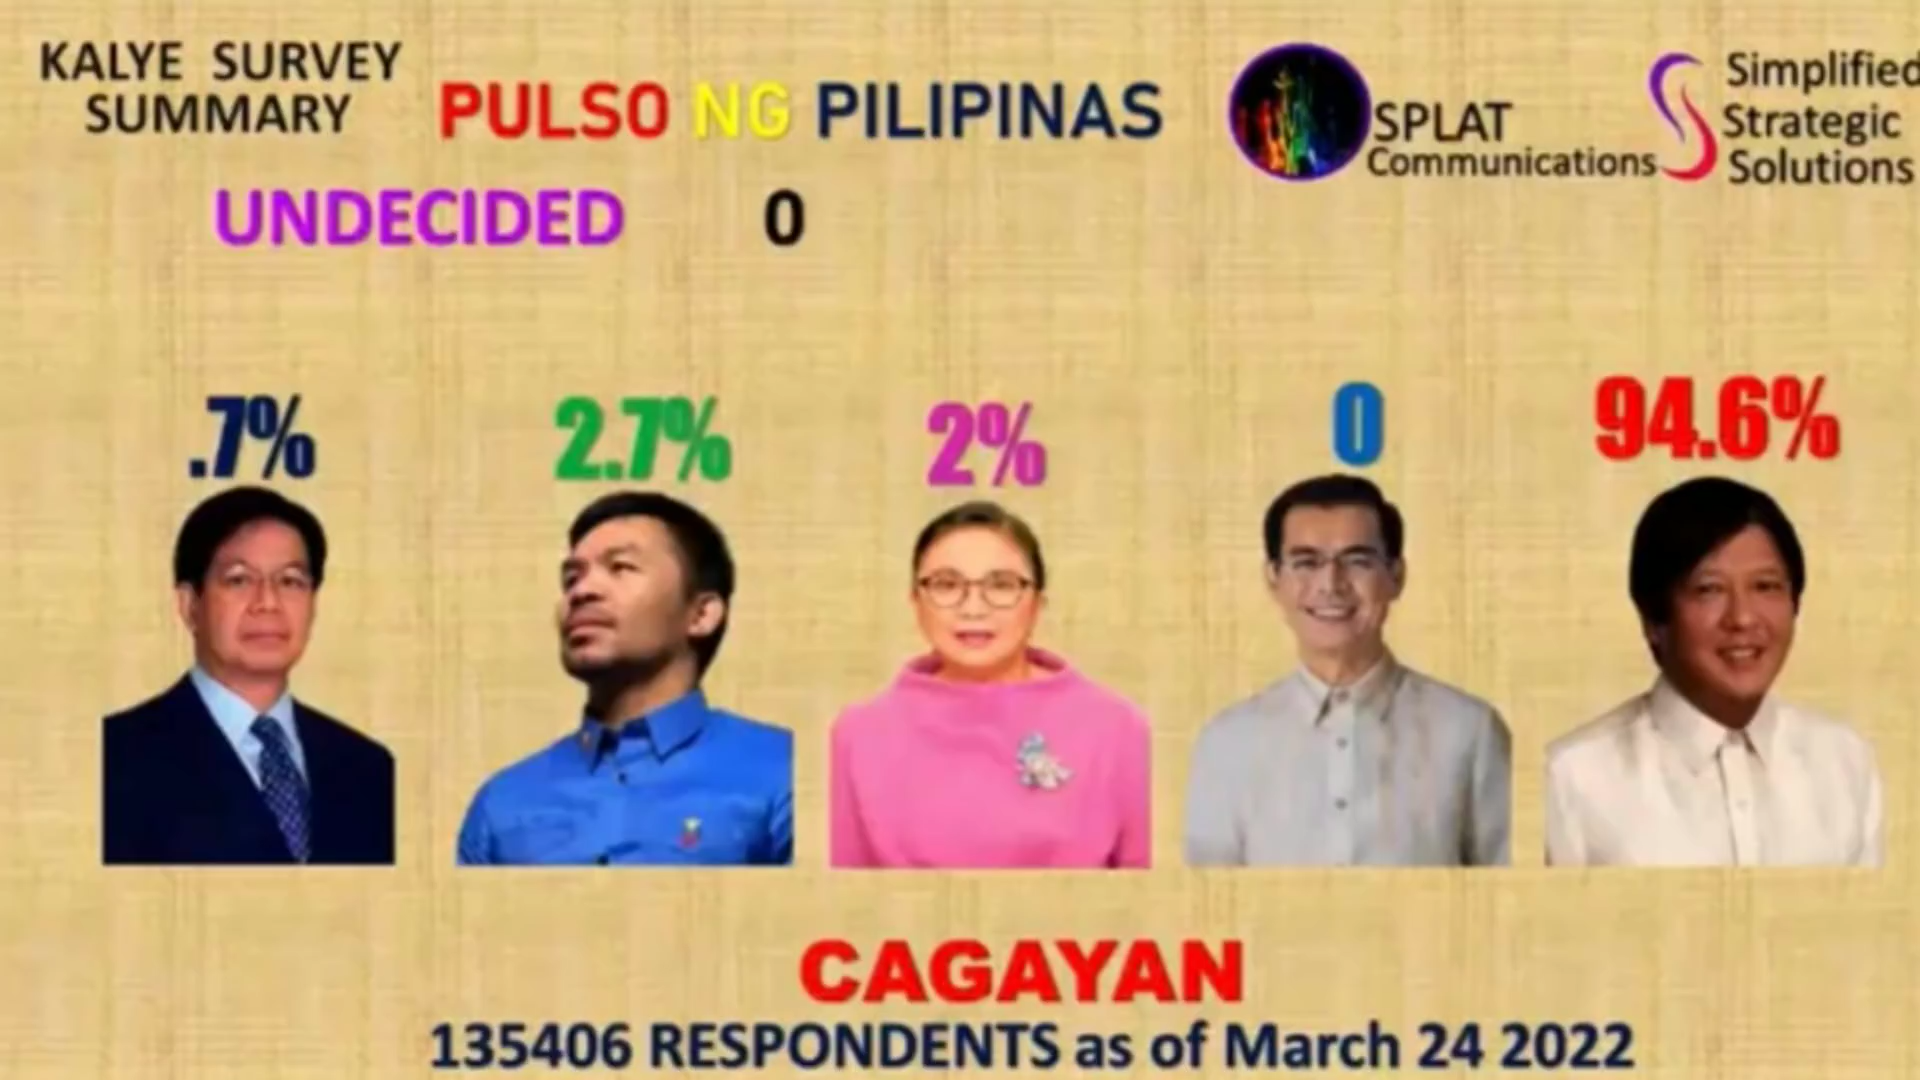 KALYE SURVEY
SUMMARY
PULSO NG PILIPINAS
SPLAT
Communications
Simplified
Strategic
Solutions
UNDECIDED 0
.7%
2.7%
2%
0
94.6%
CAGAYAN
135406 RESPONDENTS as of March 24 2022